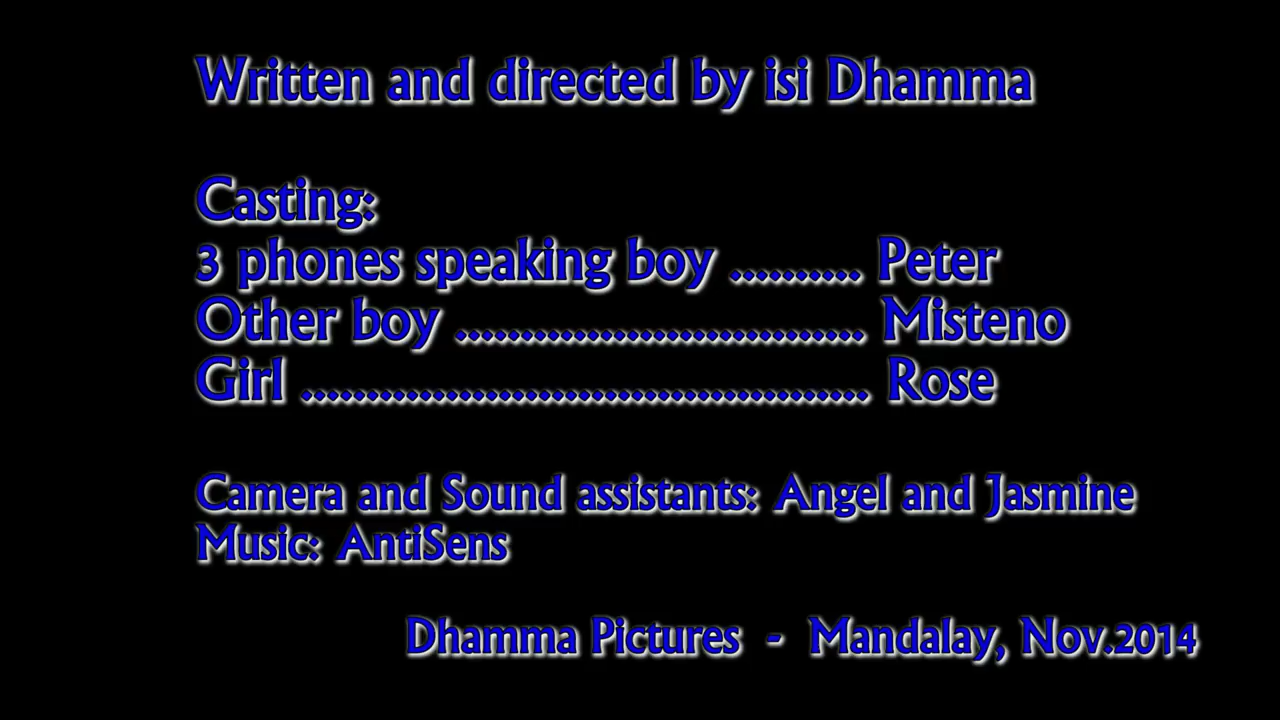 Written and directed by isi Dhamma
Casting:
3 phones speaking boy .......... Peter
Other boy ............................... Misteno
Girl ........................................... Rose
Camera and Sound assistants: Angel and Jasmine
Music: AntiSens
Dhamma Pictures - Mandalay, Nov.2014